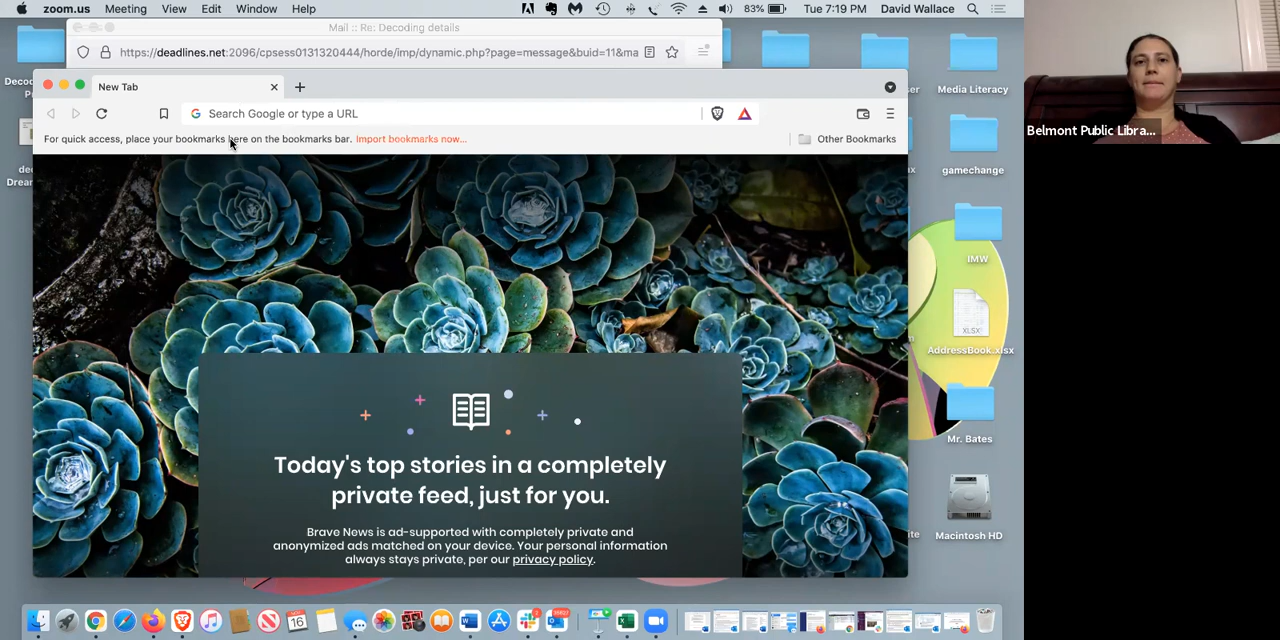 zoom.us Meeting View Edit Window Help
83% Tue 7:19 PM David Wallace
Mail :: Re: Decoding details
https://deadlines.net:2096/cpsess0131320444/horde/imp/dynamic.php?page=message&buid=11&ma
New Tab
Search Google or type a URL
For quick access, place your bookmarks here on the bookmarks bar. Import bookmarks now...
Other Bookmarks
Today's top stories in a completely
private feed, just for you.
Brave News is ad-supported with completely private and
anonymized ads matched on your device. Your personal information
always stays private, per our privacy policy.
Media Literacy
gamechange
IMW
XLSX
AddressBook.xlsx
Mr. Bates
Macintosh HD
Belmont Public Libra...
16